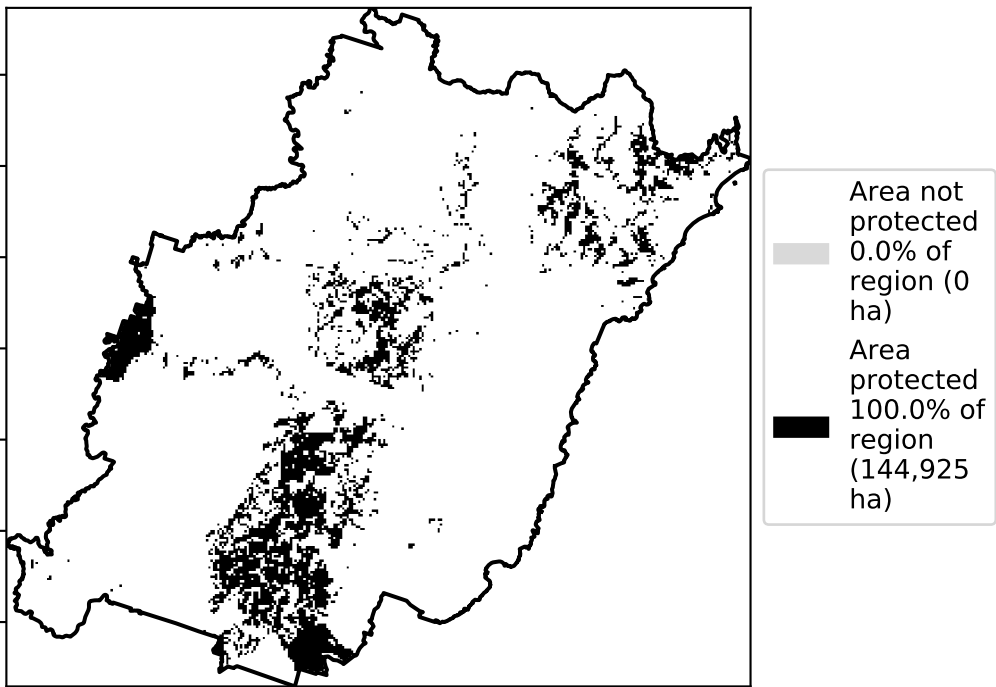 Area not
protected
0.0% of
region (0
ha)
Area
protected
100.0% of
region
(144,925
ha)